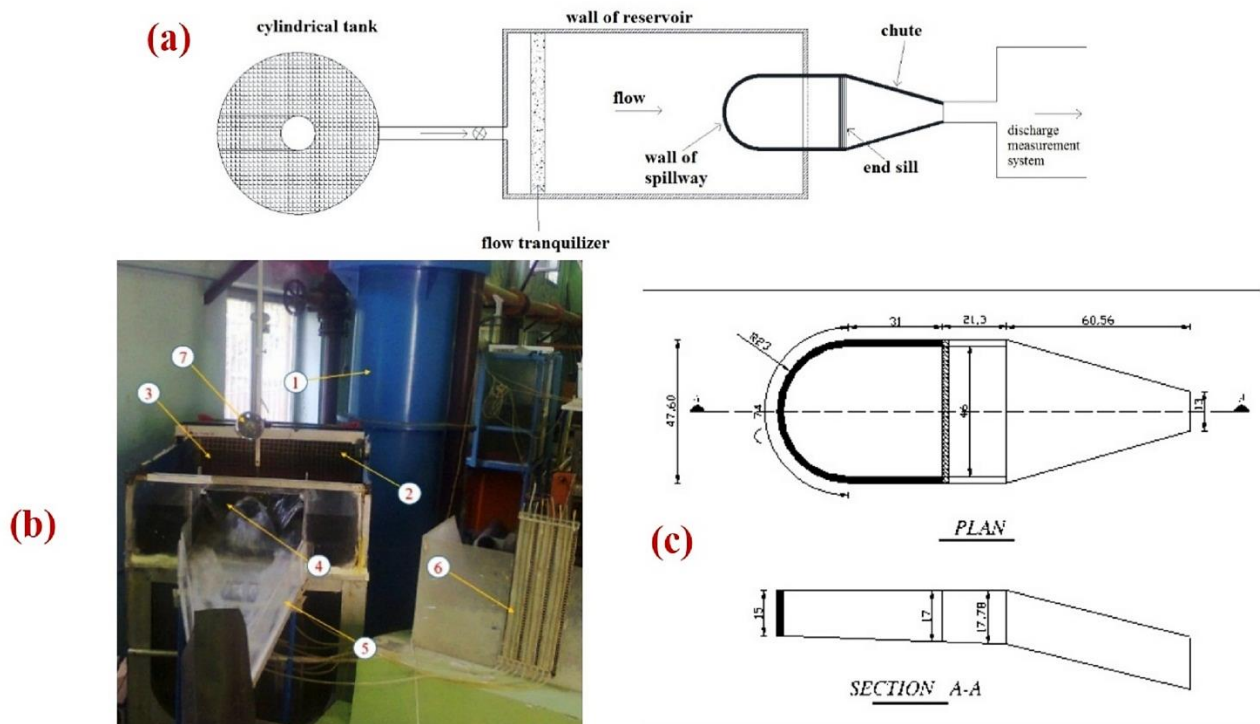 (a)
cylindrical tank
wall of reservoir
chute
flow
wall of
spillway
end sill
discharge
measurement
system
flow tranquilizer
(b)
7
1
3
2
4
6
5
(c)
31
21,3
60,56
R23
74
47,60
46
13
A
A
PLAN
15
17
17,78
SECTION A-A